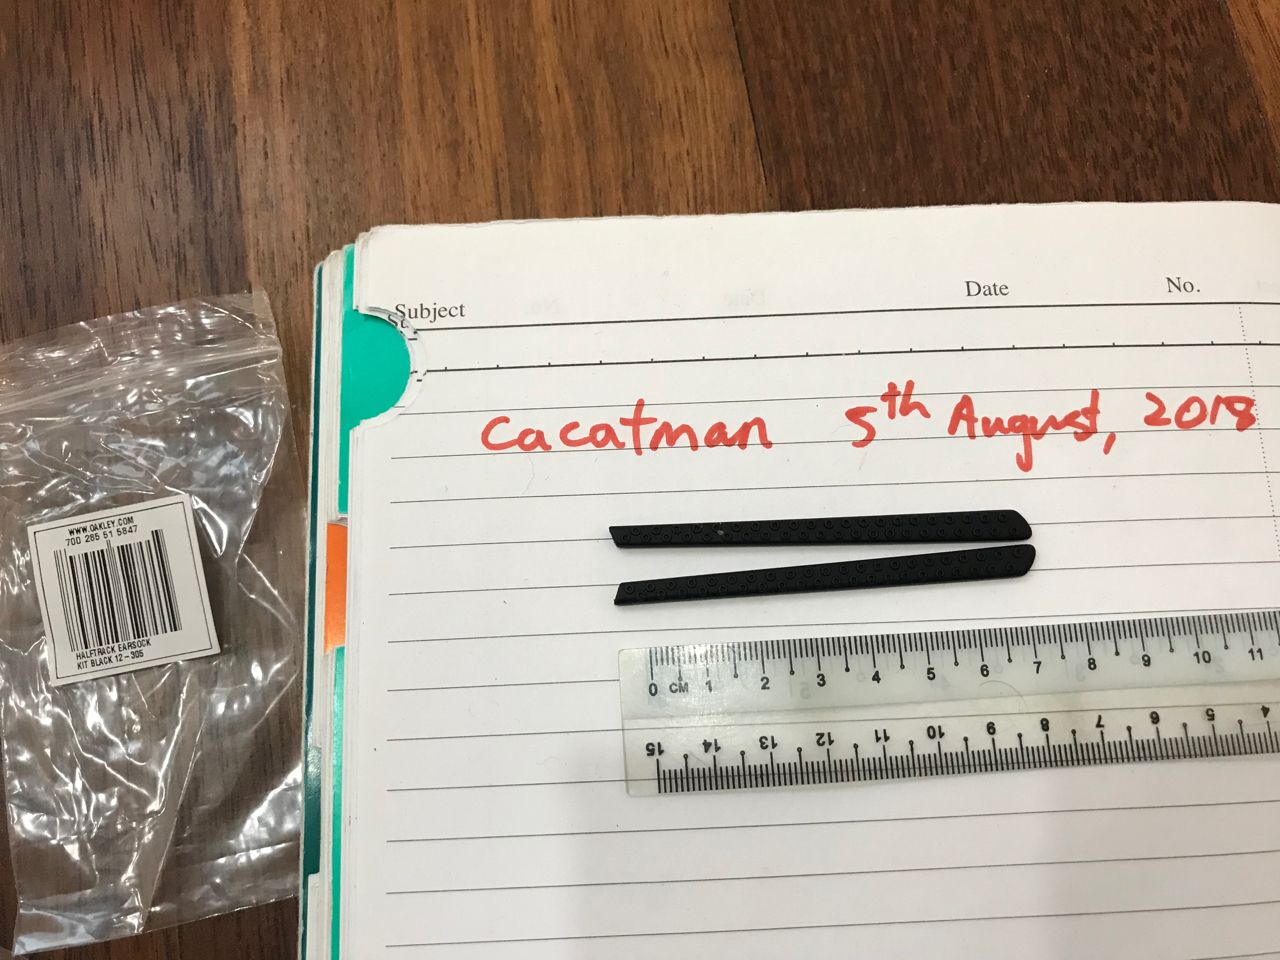 Subject
Date
No.
cacatman 5th August, 2018
WWW.OAKLEY.COM
700 285 51 5847
HALFTRACK EARSOCK
KIT BLACK 12-305
0 CM 1 2 3 4 5 6 7 8 9 10 11
15 14 13 12 11 10 9 8 7 6 5 4